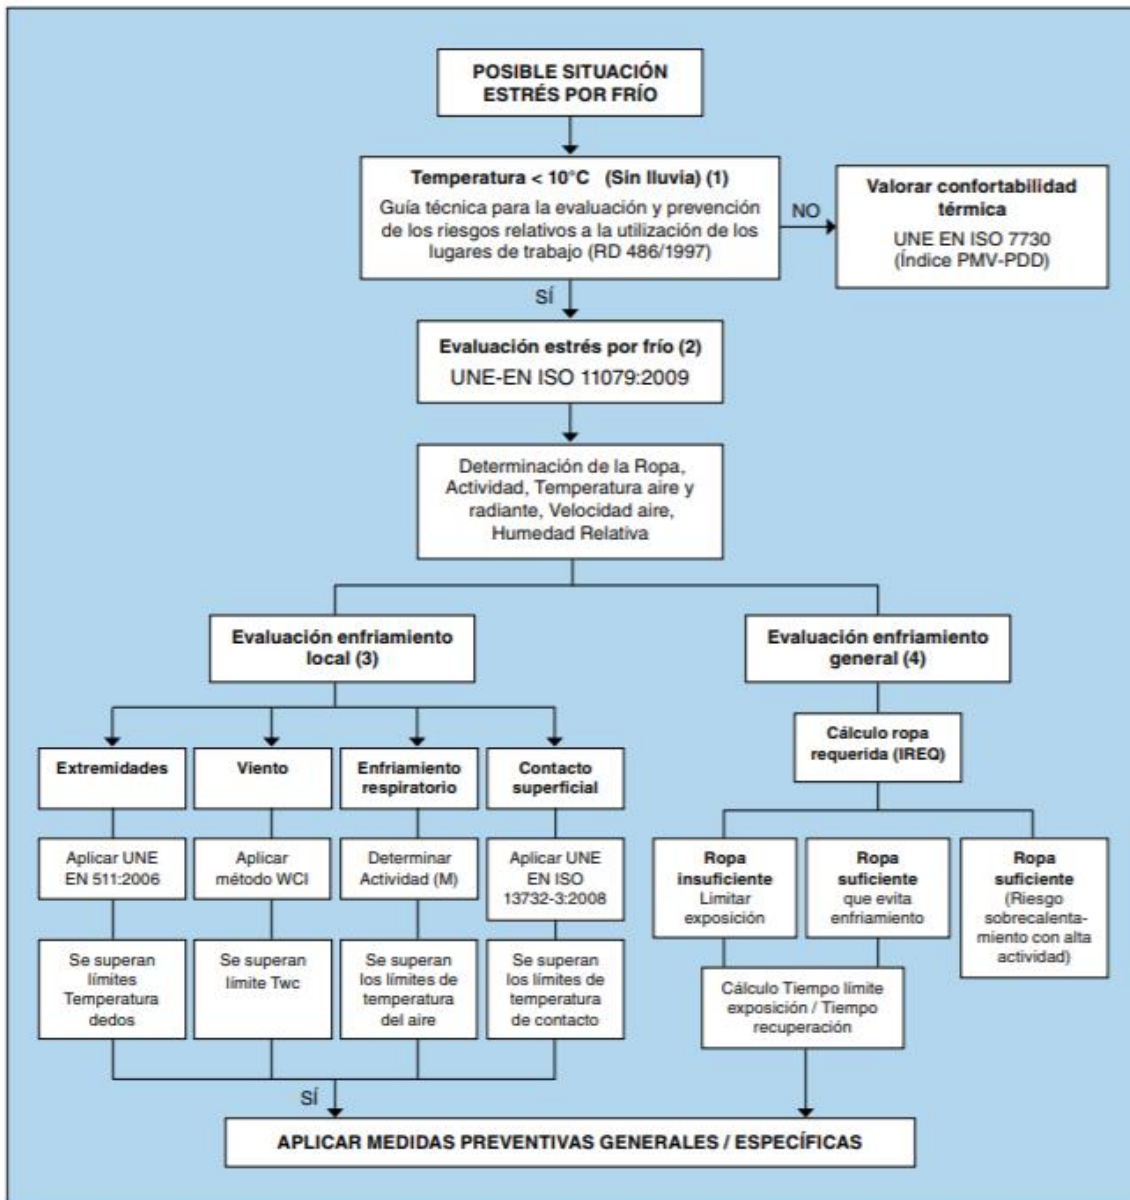 POSIBLE SITUACIÓN
ESTRÉS POR FRÍO
Temperatura < 10°C (Sin lluvia) (1)
Guía técnica para la evaluación y prevención
de los riesgos relativos a la utilización de los
lugares de trabajo (RD 486/1997)
NO
Valorar confortabilidad
térmica
UNE EN ISO 7730
(Índice PMV-PDD)
SÍ
Evaluación estrés por frío (2)
UNE-EN ISO 11079:2009
Determinación de la Ropa,
Actividad, Temperatura aire y
radiante, Velocidad aire,
Humedad Relativa
Evaluación enfriamiento
local (3)
Evaluación enfriamiento
general (4)
Extremidades
Viento
Enfriamiento
respiratorio
Contacto
superficial
Cálculo ropa
requerida (IREQ)
Aplicar UNE
EN 511:2006
Aplicar
método WCI
Determinar
Actividad (M)
Aplicar UNE
EN ISO
13732-3:2008
Ropa
insuficiente
Limitar
exposición
Ropa
suficiente
que evita
enfriamiento
Ropa
suficiente
(Riesgo
sobrecalenta-
miento con alta
actividad)
Se superan
límites
Temperatura
dedos
Se superan
límite Twc
Se superan
los límites de
temperatura
del aire
Se superan
los límites de
temperatura
de contacto
Cálculo Tiempo límite
exposición / Tiempo
recuperación
SÍ
APLICAR MEDIDAS PREVENTIVAS GENERALES / ESPECÍFICAS